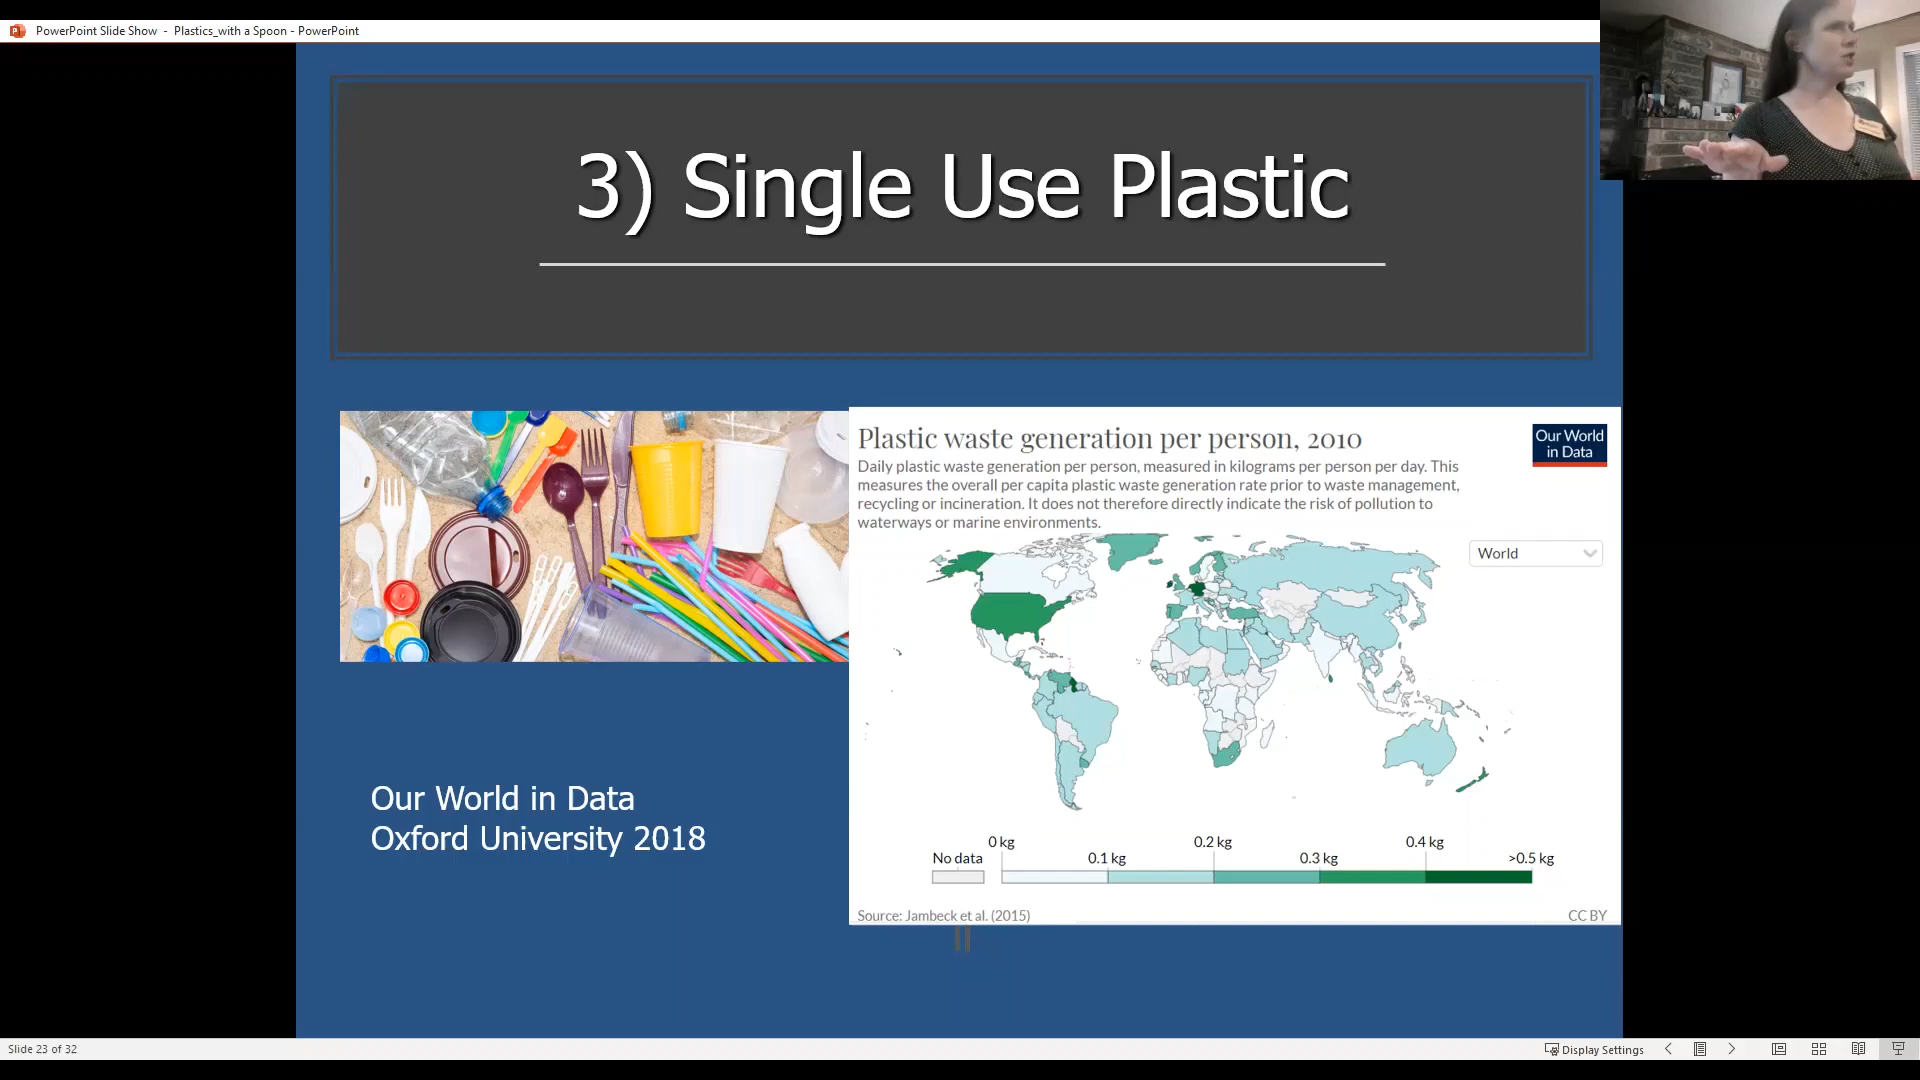 PowerPoint Slide Show - Plastics_with a Spoon - PowerPoint
3) Single Use Plastic
Plastic waste generation per person, 2010
Our World
in Data
Daily plastic waste generation per person, measured in kilograms per person per day. This
measures the overall per capita plastic waste generation rate prior to waste management,
recycling or incineration. It does not therefore directly indicate the risk of pollution to
waterways or marine environments.
World
Our World in Data
Oxford University 2018
No data
0 kg
0.1 kg
0.2 kg
0.3 kg
0.4 kg
>0.5 kg
Source: Jambeck et al. (2015)
CC BY
Slide 23 of 32
Display Settings